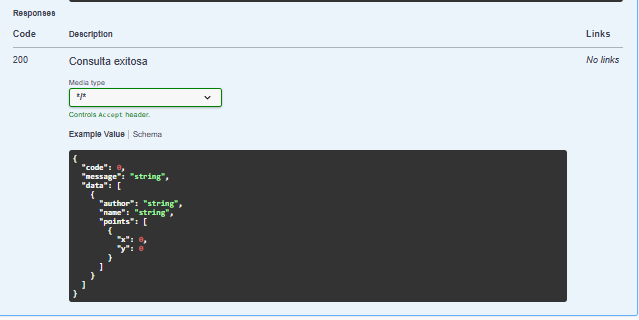 Responses
Code Description Links
200 Consulta exitosa No links
Media type
*/*
Controls Accept header.
Example Value | Schema
{
  "code": 0,
  "message": "string",
  "data": [
    {
      "author": "string",
      "name": "string",
      "points": [
        {
          "x": 0,
          "y": 0
        }
      ]
    }
  ]
}